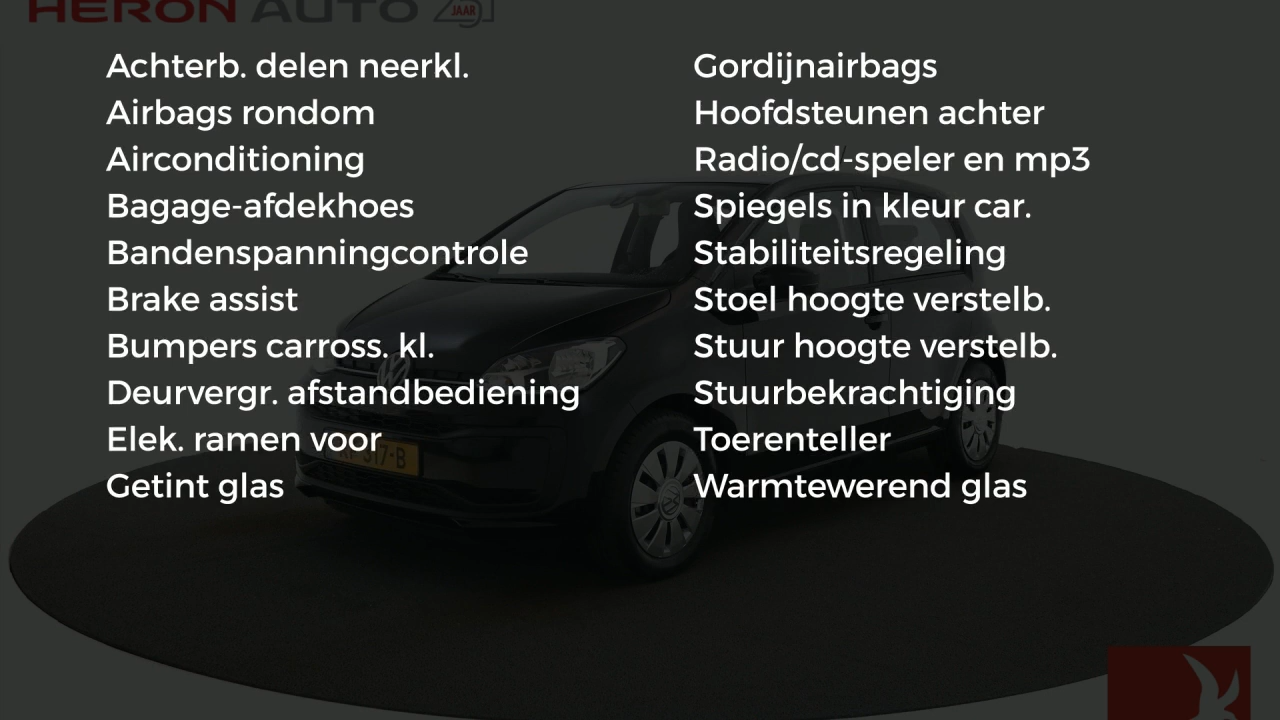 HERON AUTO
JAAR
Achterb. delen neerkl.
Airbags rondom
Airconditioning
Bagage-afdekhoes
Bandenspanningcontrole
Brake assist
Bumpers carross. kl.
Deurvergr. afstandbediening
Elek. ramen voor
Getint glas
Gordijnairbags
Hoofdsteunen achter
Radio/cd-speler en mp3
Spiegels in kleur car.
Stabiliteitsregeling
Stoel hoogte verstelb.
Stuur hoogte verstelb.
Stuurbekrachtiging
Toerenteller
Warmtewerend glas